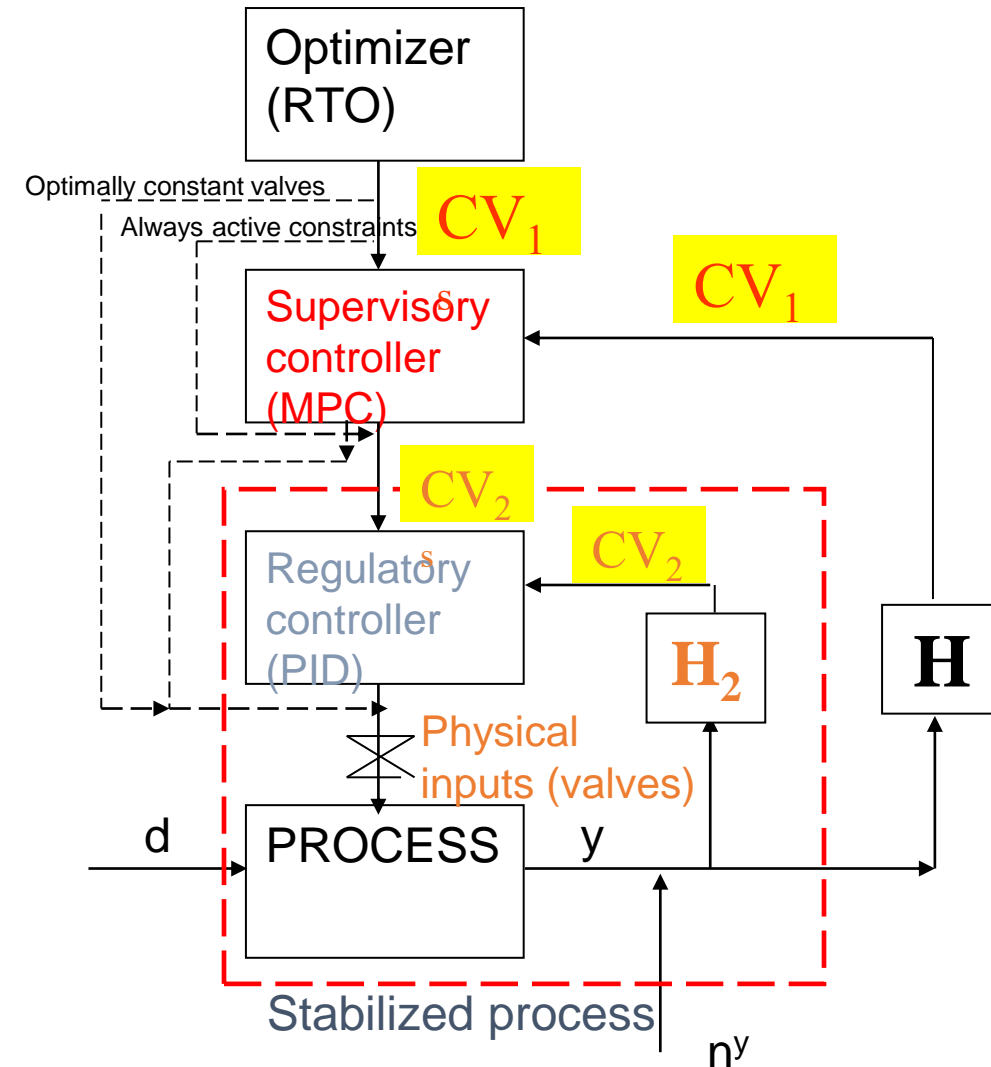 Optimizer
(RTO)
Optimally constant valves
Always active constraints
CV₁
s
CV₁
Supervisory
controller
(MPC)
CV₂
s
CV₂
Regulatory
controller
(PID)
H₂
H
Physical
inputs (valves)
PROCESS
d
y
Stabilized process
nʸ